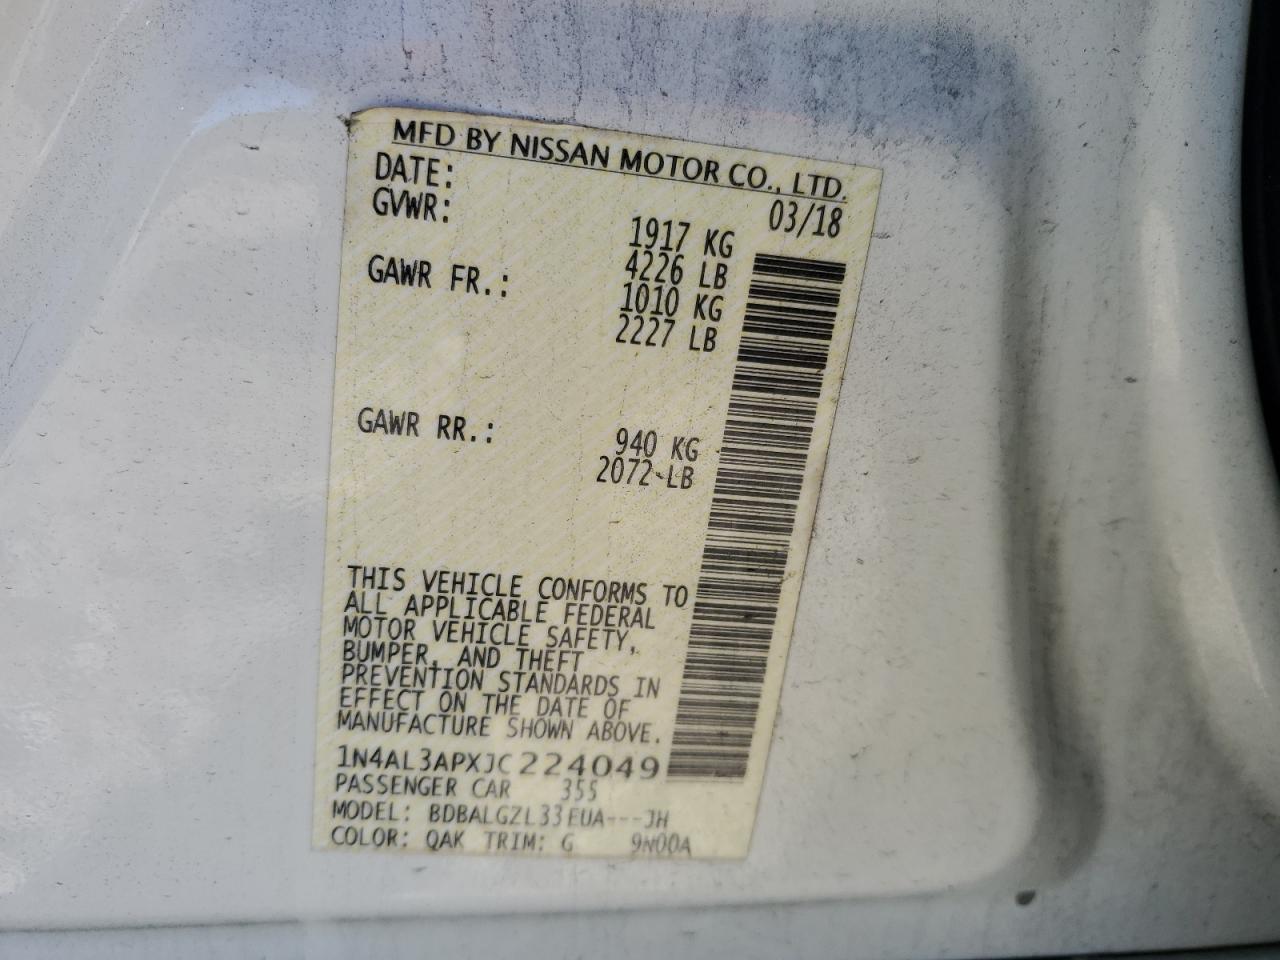 MFD BY NISSAN MOTOR CO., LTD.
DATE: 03/18
GVWR: 1917 KG
4226 LB
GAWR FR.: 1010 KG
2227 LB
GAWR RR.: 940 KG
2072 LB
THIS VEHICLE CONFORMS TO
ALL APPLICABLE FEDERAL
MOTOR VEHICLE SAFETY,
BUMPER, AND THEFT
PREVENTION STANDARDS IN
EFFECT ON THE DATE OF
MANUFACTURE SHOWN ABOVE.
1N4AL3APXJC224049
PASSENGER CAR 355
MODEL: BDBALGZL33EUA---JH
COLOR: QAK TRIM: G 9N00A